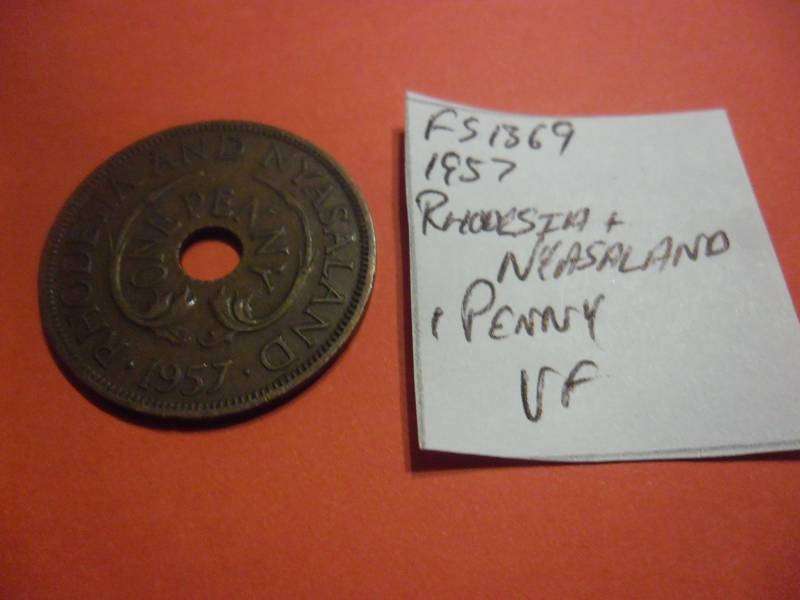 RHODESIA AND NYASALAND
ONE PENNY
· 1957 ·
FS1369
1957
RHODESIA +
NYASALAND
1 PENNY
VF